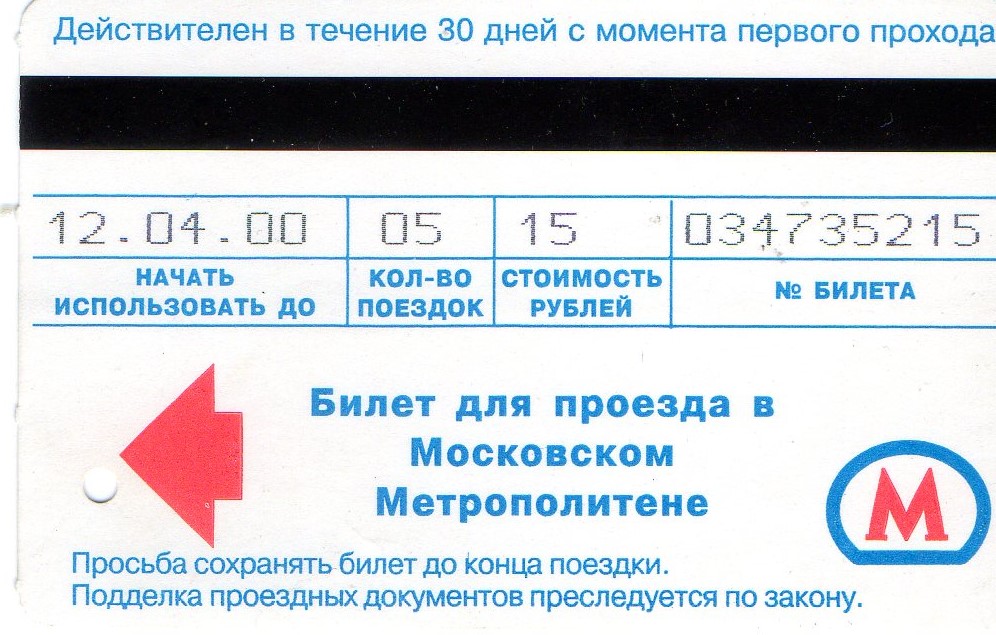 Действителен в течение 30 дней с момента первого прохода
12.04.00 05 15 034735215
НАЧАТЬ ИСПОЛЬЗОВАТЬ ДО
КОЛ-ВО ПОЕЗДОК
СТОИМОСТЬ РУБЛЕЙ
№ БИЛЕТА
Билет для проезда в
Московском
Метрополитене
М
Просьба сохранять билет до конца поездки.
Подделка проездных документов преследуется по закону.